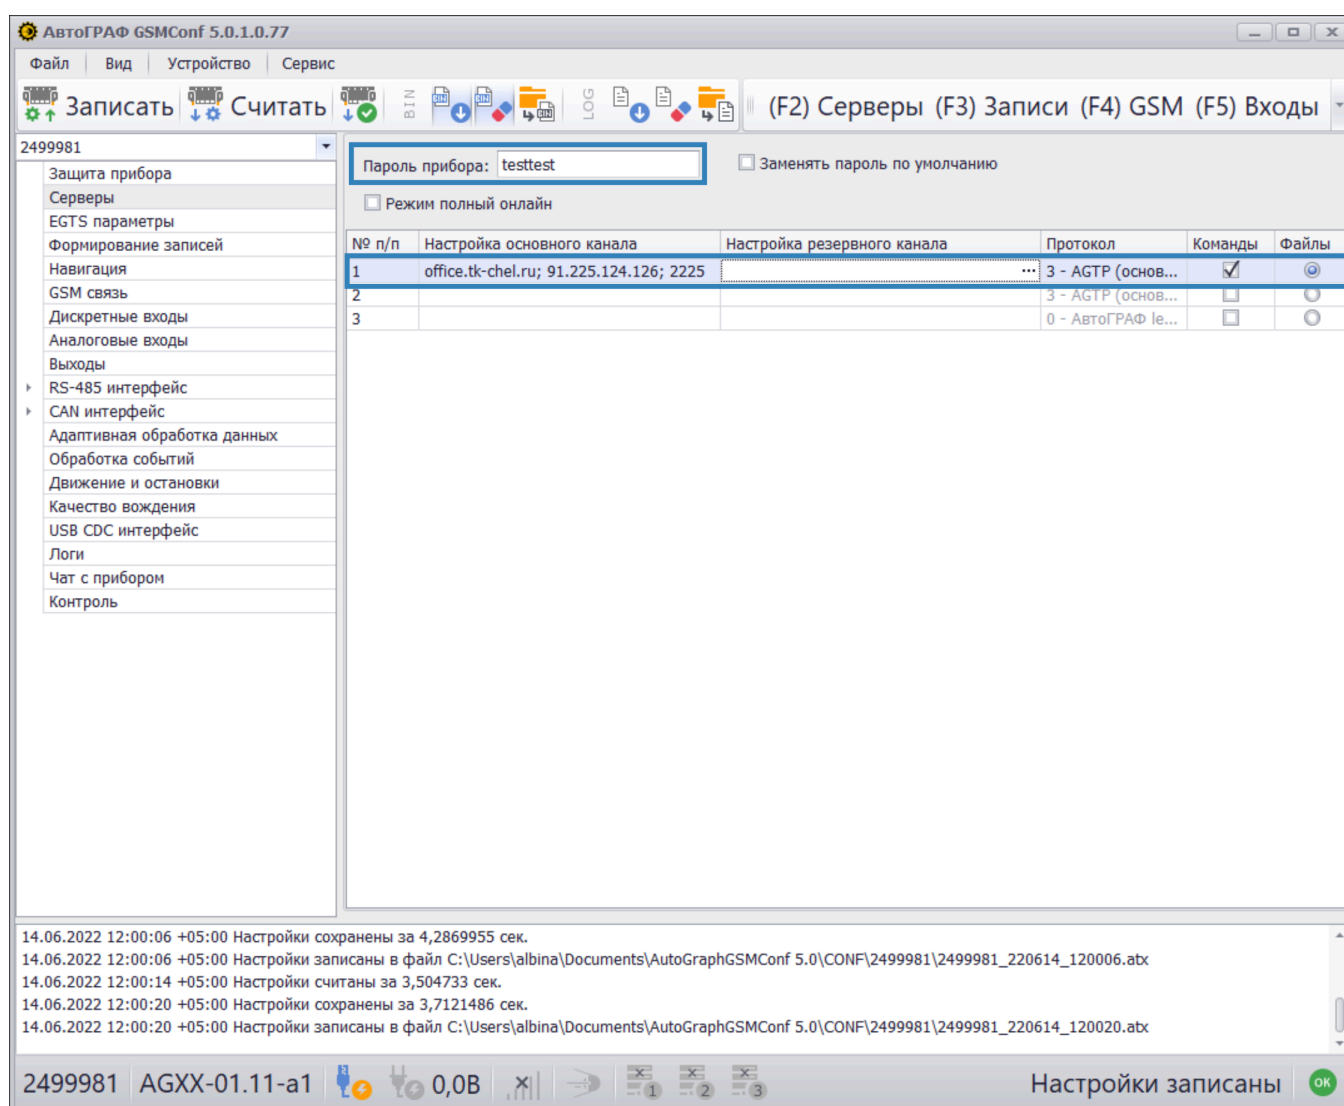 АвтоГРАФ GSMConf 5.0.1.0.77
Файл Вид Устройство Сервис
Записать Считать BIN LOG (F2) Серверы (F3) Записи (F4) GSM (F5) Входы
2499981
Защита прибора
Серверы
EGTS параметры
Формирование записей
Навигация
GSM связь
Дискретные входы
Аналоговые входы
Выходы
RS-485 интерфейс
CAN интерфейс
Адаптивная обработка данных
Обработка событий
Движение и остановки
Качество вождения
USB CDC интерфейс
Логи
Чат с прибором
Контроль
Пароль прибора: testtest Заменять пароль по умолчанию
Режим полный онлайн
№ п/п Настройка основного канала Настройка резервного канала Протокол Команды Файлы
1 office.tk-chel.ru; 91.225.124.126; 2225 ... 3 - AGTP (основ...
2 3 - AGTP (основ...
3 0 - АвтоГРАФ le...
14.06.2022 12:00:06 +05:00 Настройки сохранены за 4,2869955 сек.
14.06.2022 12:00:06 +05:00 Настройки записаны в файл C:\Users\albina\Documents\AutoGraphGSMConf 5.0\CONF\2499981\2499981_220614_120006.atx
14.06.2022 12:00:14 +05:00 Настройки считаны за 3,504733 сек.
14.06.2022 12:00:20 +05:00 Настройки сохранены за 3,7121486 сек.
14.06.2022 12:00:20 +05:00 Настройки записаны в файл C:\Users\albina\Documents\AutoGraphGSMConf 5.0\CONF\2499981\2499981_220614_120020.atx
2499981 AGXX-01.11-a1 0,0В 1 2 3 Настройки записаны OK